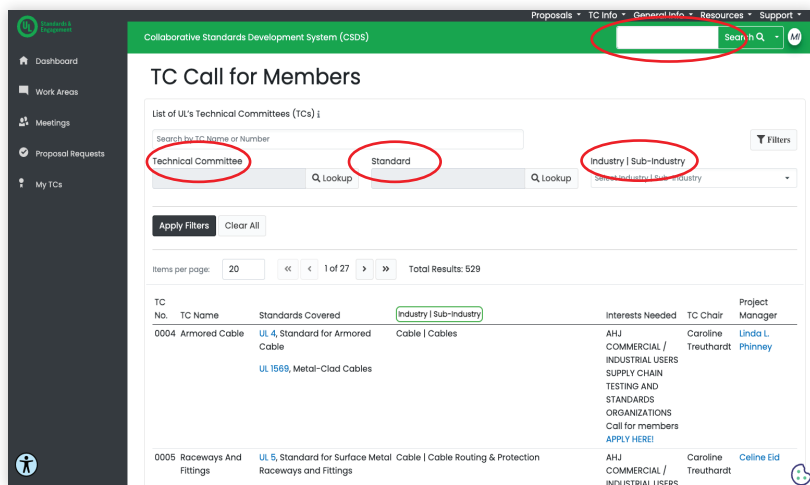 Proposals TC Info General Info Resources Support
UL Standards & Engagement
Collaborative Standards Development System (CSDS)
Search
MI
Dashboard
Work Areas
Meetings
Proposal Requests
My TCs
TC Call for Members
List of UL's Technical Committees (TCs) i
Search by TC Name or Number
Filters
Technical Committee
Standard
Industry | Sub-Industry
Lookup
Lookup
Select Industry | Sub-Industry
Apply Filters
Clear All
Items per page: 20 « ‹ 1 of 27 › » Total Results: 529
TC No. TC Name Standards Covered Industry | Sub-Industry Interests Needed TC Chair Project Manager
0004 Armored Cable
UL 4, Standard for Armored Cable
UL 1569, Metal-Clad Cables
Cable | Cables
AHJ
COMMERCIAL /
INDUSTRIAL USERS
SUPPLY CHAIN
TESTING AND
STANDARDS
ORGANIZATIONS
Call for members
APPLY HERE!
Caroline Treuthardt
Linda L. Phinney
0005 Raceways And Fittings
UL 5, Standard for Surface Metal Raceways and Fittings
Cable | Cable Routing & Protection
AHJ
COMMERCIAL /
INDUSTRIAL USERS
Caroline Treuthardt
Celine Eid